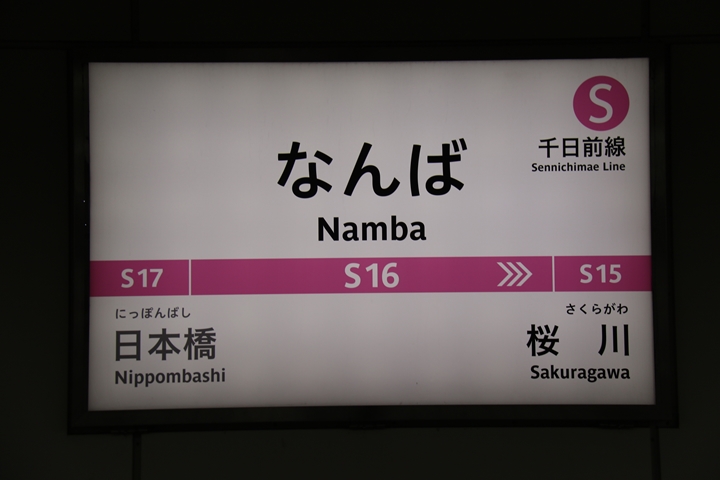 S
千日前線
Sennichimae Line
なんば
Namba
S17
S16
S15
にっぽんばし
日本橋
Nippombashi
さくらがわ
桜 川
Sakuragawa